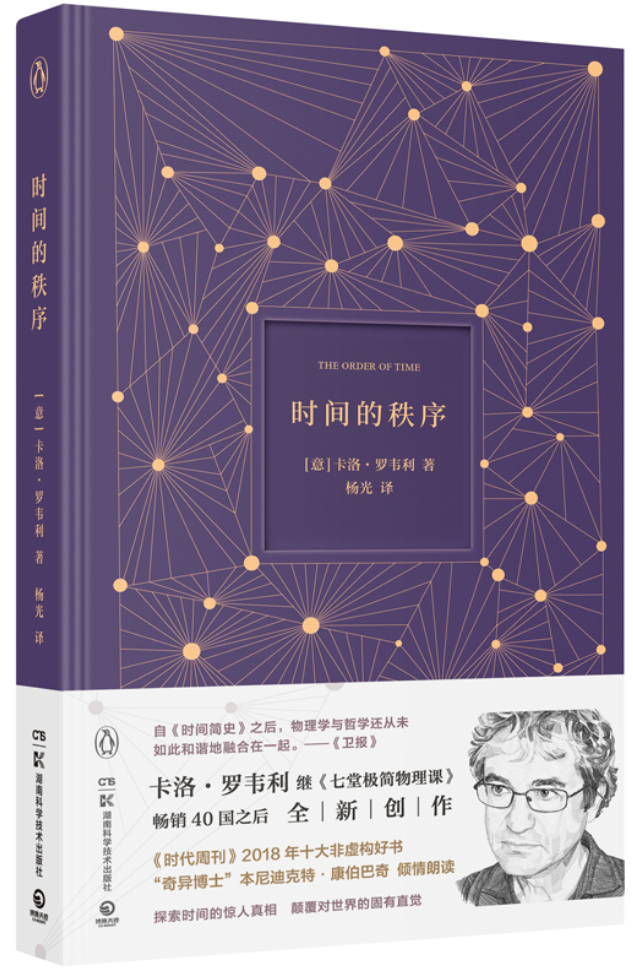 时间的秩序
[意]卡洛·罗韦利 著
杨光 译
湖南科学技术出版社
博集天卷
THE ORDER OF TIME
时间的秩序
[意]卡洛·罗韦利 著
杨光 译
湖南科学技术出版社
博集天卷
自《时间简史》之后,物理学与哲学还从未
如此和谐地融合在一起。——《卫报》
卡洛·罗韦利 继《七堂极简物理课》
畅销 40 国之后 全|新|创|作
《时代周刊》2018 年十大非虚构好书
“奇异博士”本尼迪克特·康伯巴奇 倾情朗读
探索时间的惊人真相 颠覆对世界的固有直觉